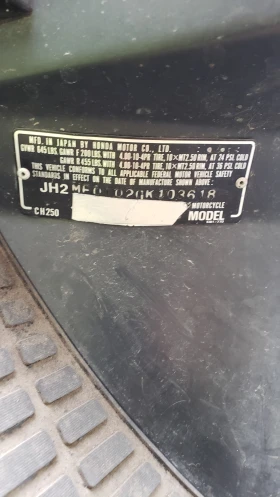 MFD. IN JAPAN BY HONDA MOTOR CO., LTD.
GVWR 645 LBS. GAWR F 200 LBS. WITH 4.00-10-4PR TIRE, 10×MT2.50 RIM, AT 24 PSI COLD
GAWR R 455 LBS. WITH 4.00-10-4PR TIRE, 10×MT2.50 RIM, AT 36 PSI COLD
THIS VEHICLE CONFORMS TO ALL APPLICABLE FEDERAL MOTOR VEHICLE SAFETY
STANDARDS IN EFFECT ON THE DATE OF MANUFACTURE SHOWN ABOVE.
JH2 02GK103618
MOTORCYCLE
CH250 MODEL